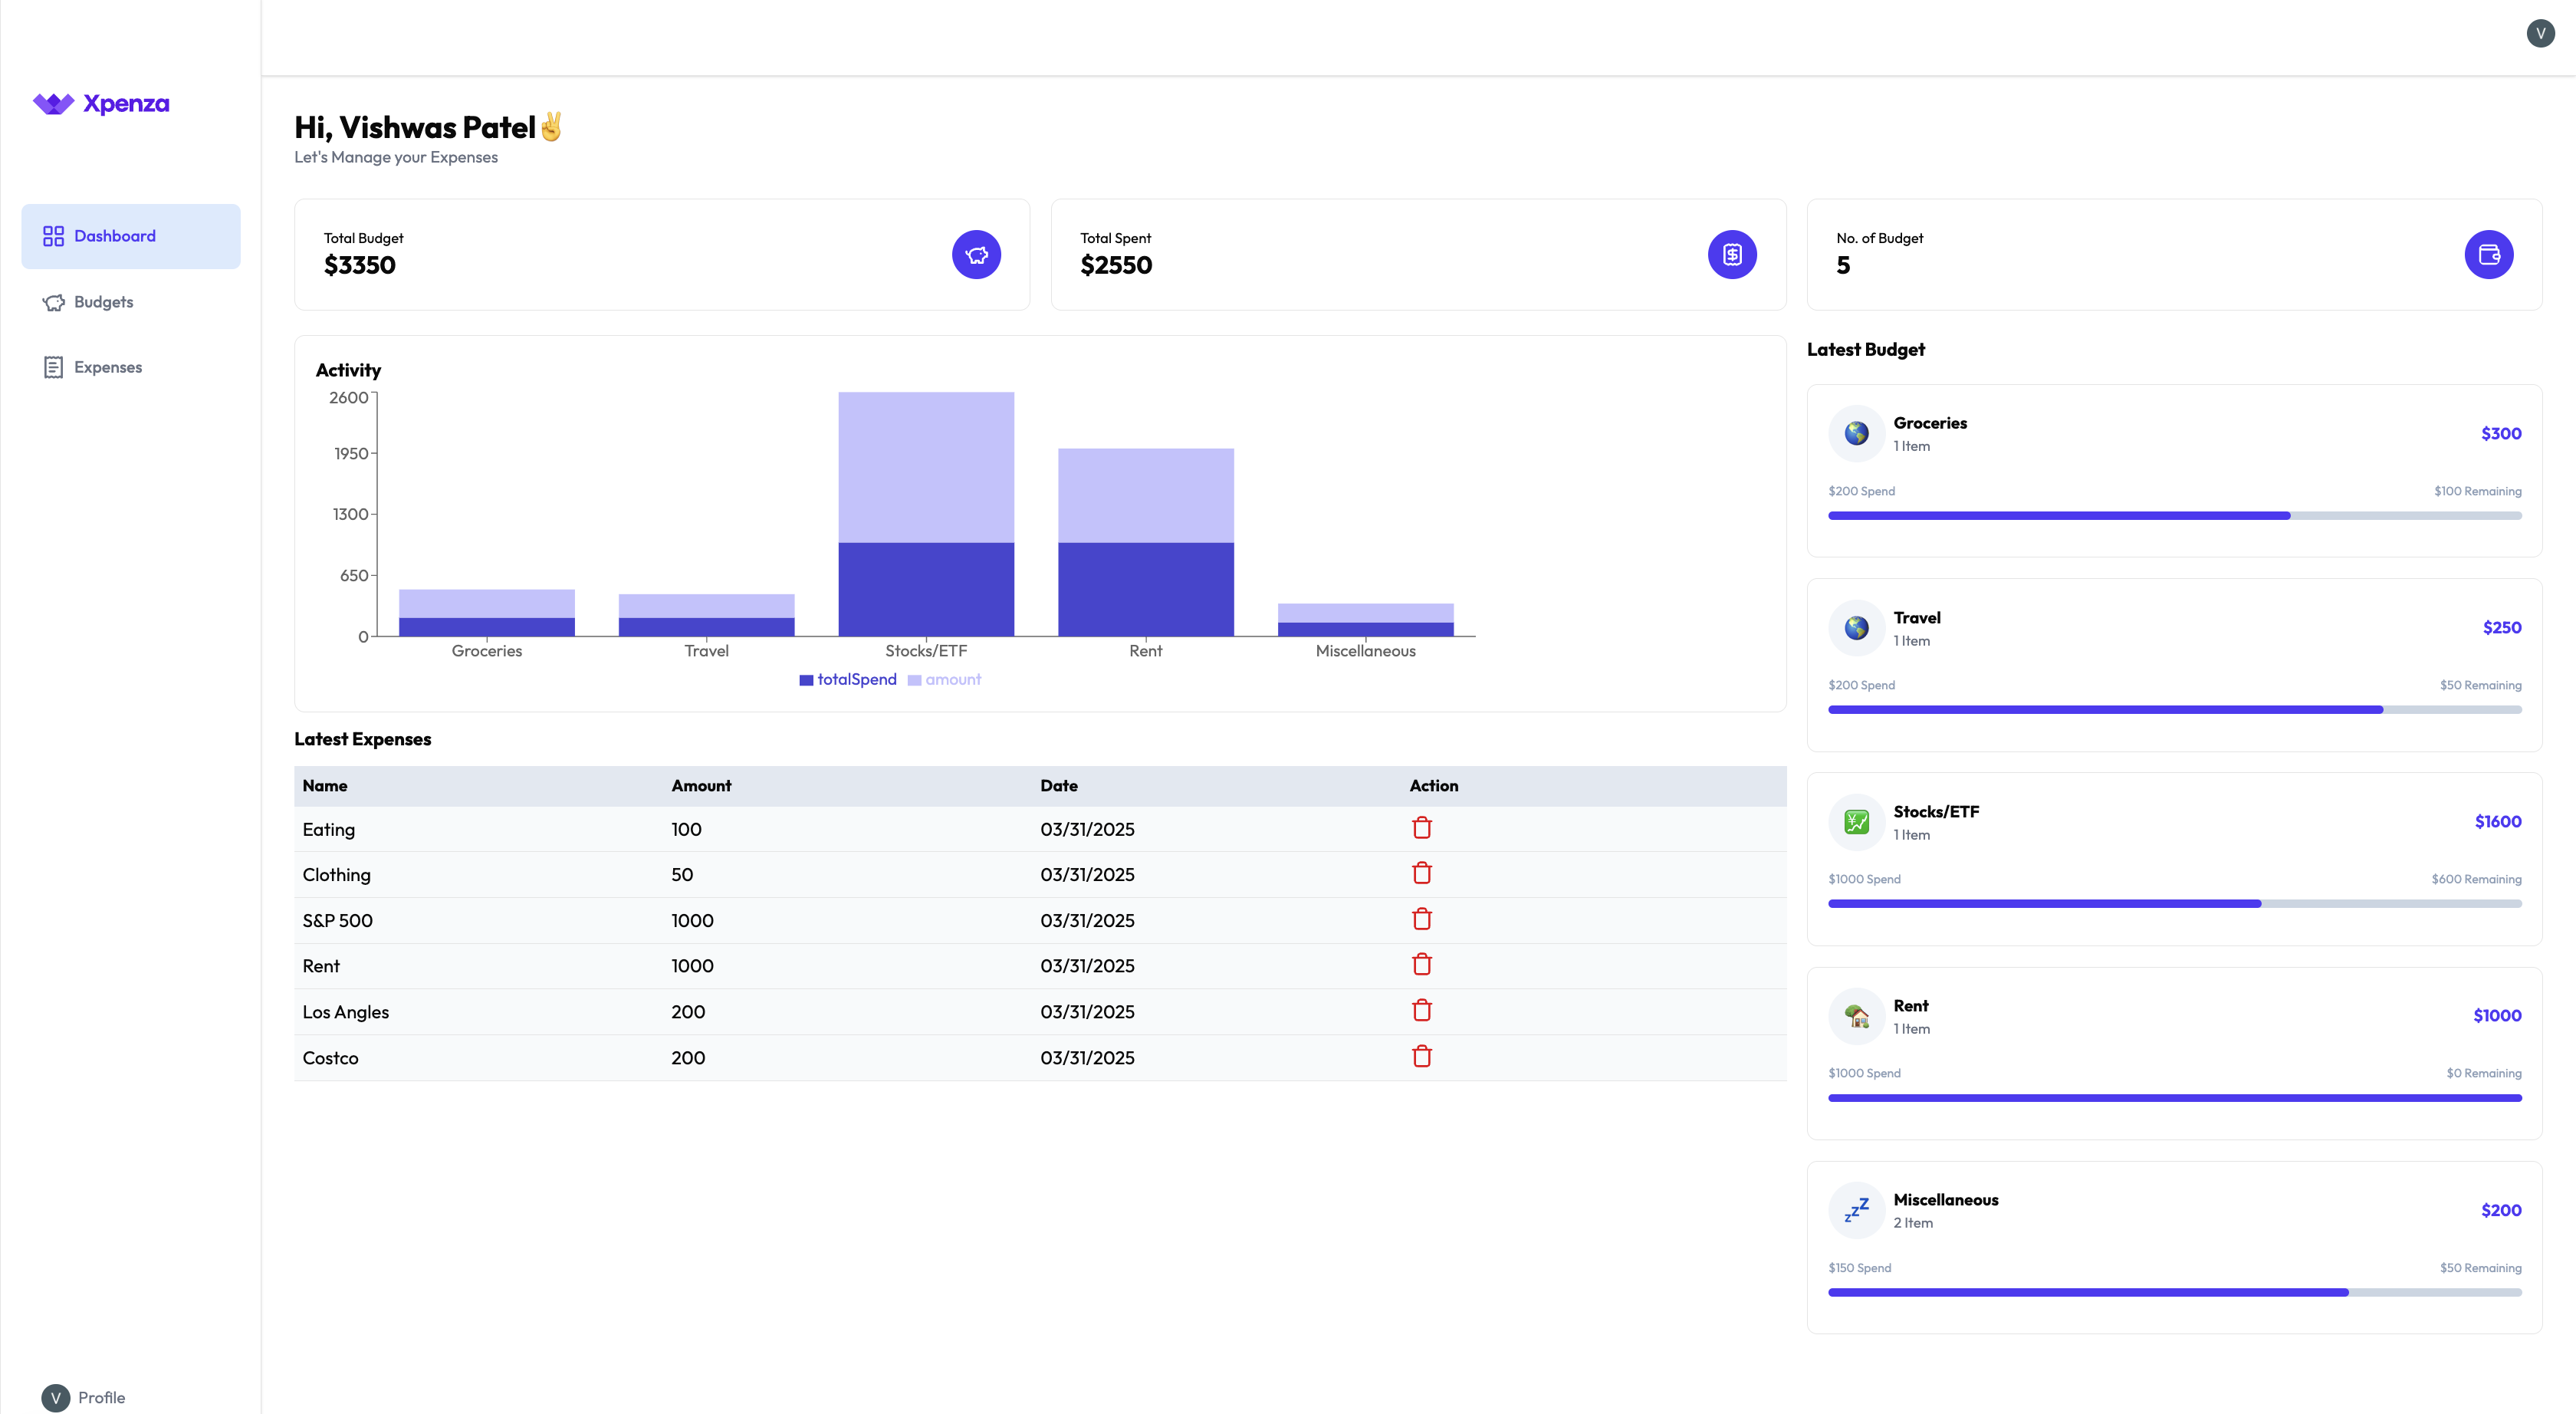 V
Xpenza
Dashboard
Budgets
Expenses
V Profile
Hi, Vishwas Patel✌️
Let's Manage your Expenses
Total Budget
$3350
Total Spent
$2550
No. of Budget
5
Activity
2600
1950
1300
650
0
Groceries Travel Stocks/ETF Rent Miscellaneous
totalSpend amount
Latest Expenses
Name Amount Date Action
Eating 100 03/31/2025
Clothing 50 03/31/2025
S&P 500 1000 03/31/2025
Rent 1000 03/31/2025
Los Angles 200 03/31/2025
Costco 200 03/31/2025
Latest Budget
Groceries
1 Item
$300
$200 Spend $100 Remaining
Travel
1 Item
$250
$200 Spend $50 Remaining
Stocks/ETF
1 Item
$1600
$1000 Spend $600 Remaining
Rent
1 Item
$1000
$1000 Spend $0 Remaining
Miscellaneous
2 Item
$200
$150 Spend $50 Remaining